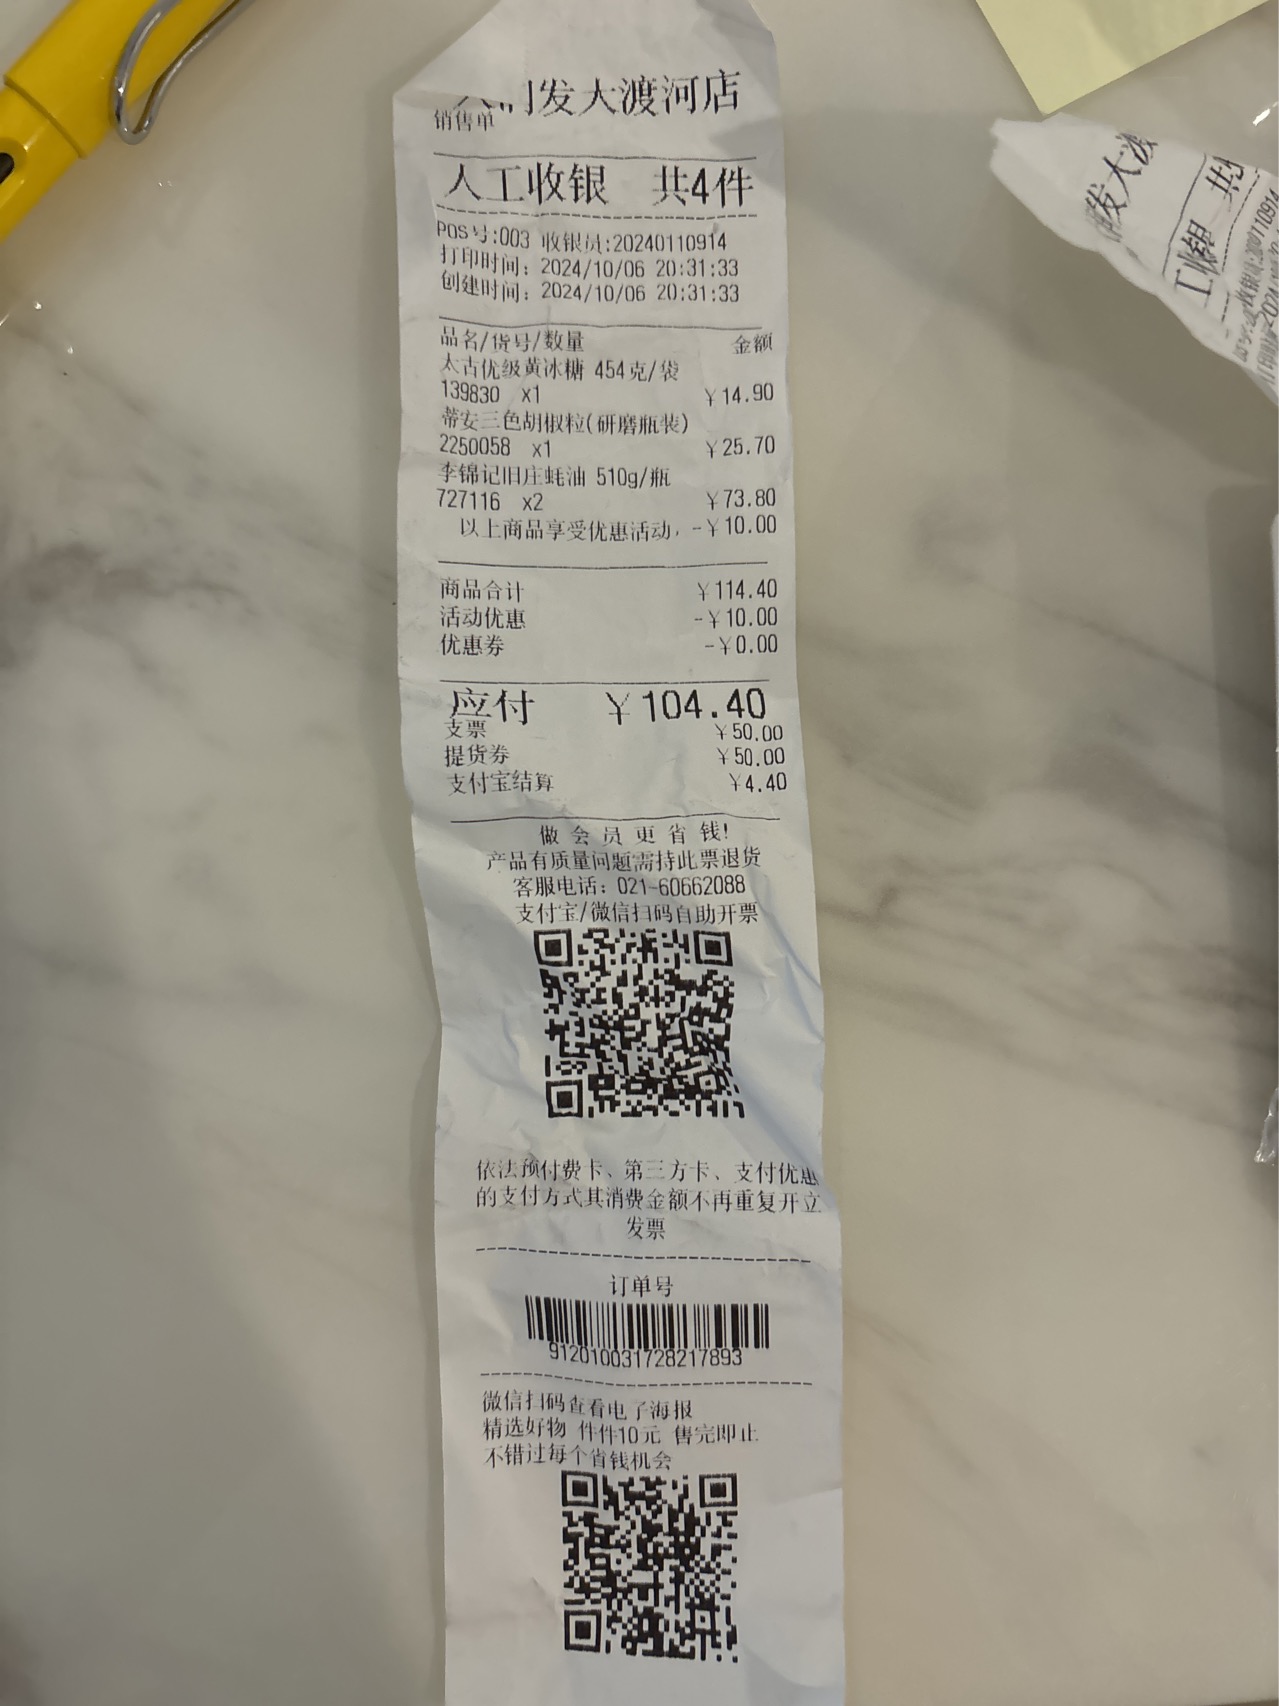 发大渡河店
销售单
人工收银 共4件
POS号:003 收银员:20240110914
打印时间: 2024/10/06 20:31:33
创建时间: 2024/10/06 20:31:33
品名/货号/数量 金额
太古优级黄冰糖 454克/袋
139830 x1 ￥14.90
蒂安三色胡椒粒(研磨瓶装)
2250058 x1 ￥25.70
李锦记旧庄蚝油 510g/瓶
727116 x2 ￥73.80
以上商品享受优惠活动, -￥10.00
商品合计 ￥114.40
活动优惠 -￥10.00
优惠券 -￥0.00
应付 ￥104.40
支票 ￥50.00
提货券 ￥50.00
支付宝结算 ￥4.40
做会员更省钱!
产品有质量问题需持此票退货
客服电话: 021-60662088
支付宝/微信扫码自助开票
依法预付费卡、第三方卡、支付优惠
的支付方式其消费金额不再重复开立
发票
订单号
912010031728217893
微信扫码查看电子海报
精选好物 件件10元 售完即止
不错过每个省钱机会
发大渡
工收银 共